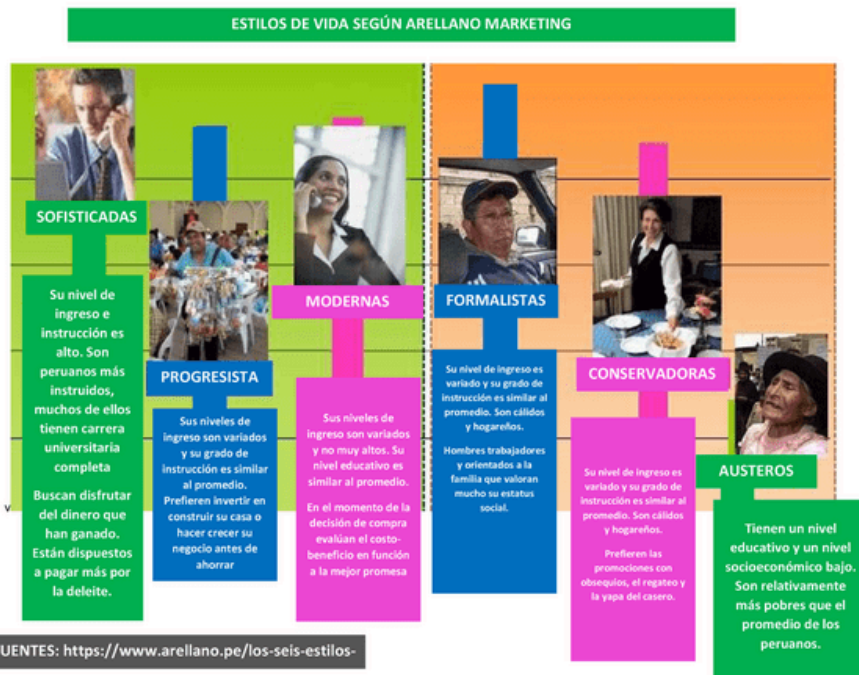 ESTILOS DE VIDA SEGÚN ARELLANO MARKETING
SOFISTICADAS
Su nivel de
ingreso e
instrucción es
alto. Son
peruanos más
instruidos,
muchos de ellos
tienen carrera
universitaria
completa
Buscan disfrutar
del dinero que
han ganado.
Están dispuestos
a pagar más por
la deleite.
PROGRESISTA
Sus niveles de
ingreso son variados
y su grado de
instrucción es similar
al promedio.
Prefieren invertir en
construir su casa o
hacer crecer su
negocio antes de
ahorrar
MODERNAS
Sus niveles de
ingreso son variados
y no muy altos. Su
nivel educativo es
similar al promedio.
En el momento de la
decisión de compra
evalúan el costo-
beneficio en función
a la mejor promesa
FORMALISTAS
Su nivel de ingreso es
variado y su grado de
instrucción es similar al
promedio. Son cálidos
y hogareños.
Hombres trabajadores
y orientados a la
familia que valoran
mucho su estatus
social.
CONSERVADORAS
Su nivel de ingreso es
variado y su grado de
instrucción es similar al
promedio. Son cálidos
y hogareños.
Prefieren las
promociones con
obsequios, el regateo y
la yapa del casero.
AUSTEROS
Tienen un nivel
educativo y un nivel
socioeconómico bajo.
Son relativamente
más pobres que el
promedio de los
peruanos.
v
UENTES: https://www.arellano.pe/los-seis-estilos-